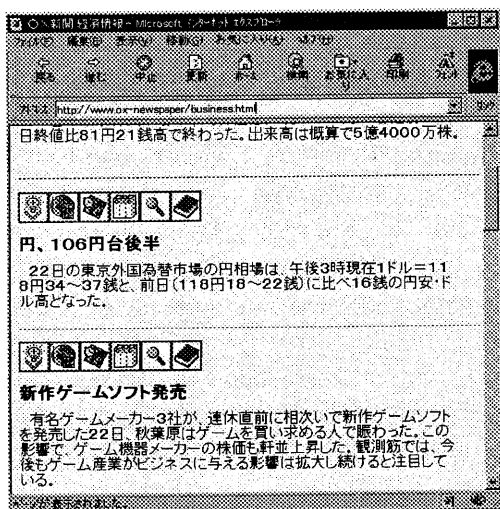 ○×新聞 経済情報 - Microsoft インターネット エクスプローラ
ファイル(F) 編集(E) 表示(V) 移動(G) お気に入り(A) ヘルプ(H)
戻る 進む 中止 更新 ホーム 検索 お気に入り 印刷 フォント
アドレス http://www.ox-newspsper/business.html リンク
日終値比81円21銭高で終わった。出来高は概算で5億4000万株。
円、106円台後半
22日の東京外国為替市場の円相場は、午後3時現在1ドル=11
8円34〜37銭と、前日(118円18〜22銭)に比べ16銭の円安・ド
ル高となった。
新作ゲームソフト発売
有名ゲームメーカー3社が、連休直前に相次いで新作ゲームソフト
を発売した22日、秋葉原はゲームを買い求める人で賑わった。この
影響で、ゲーム機器メーカーの株価も軒並上昇した。観測筋では、今
後もゲーム産業がビジネスに与える影響は拡大し続けると注目して
いる。
ページが表示されました。